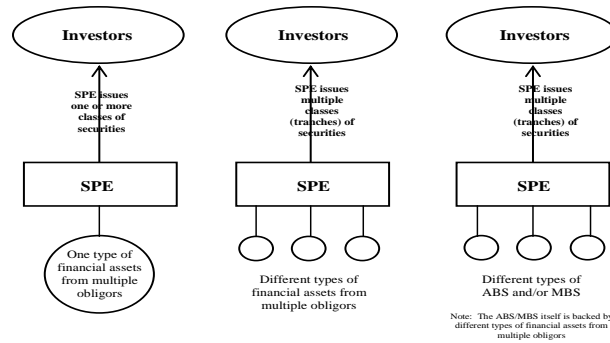 Investors
SPE issues
one or more
classes of
securities
SPE
One type of
financial assets
from multiple
obligors
Investors
SPE issues
multiple
classes
(tranches) of
securities
SPE
Different types of
financial assets from
multiple obligors
Investors
SPE issues
multiple
classes
(tranches) of
securities
SPE
Different types of
ABS and/or MBS
Note: The ABS/MBS itself is backed by
different types of financial assets from
multiple obligors